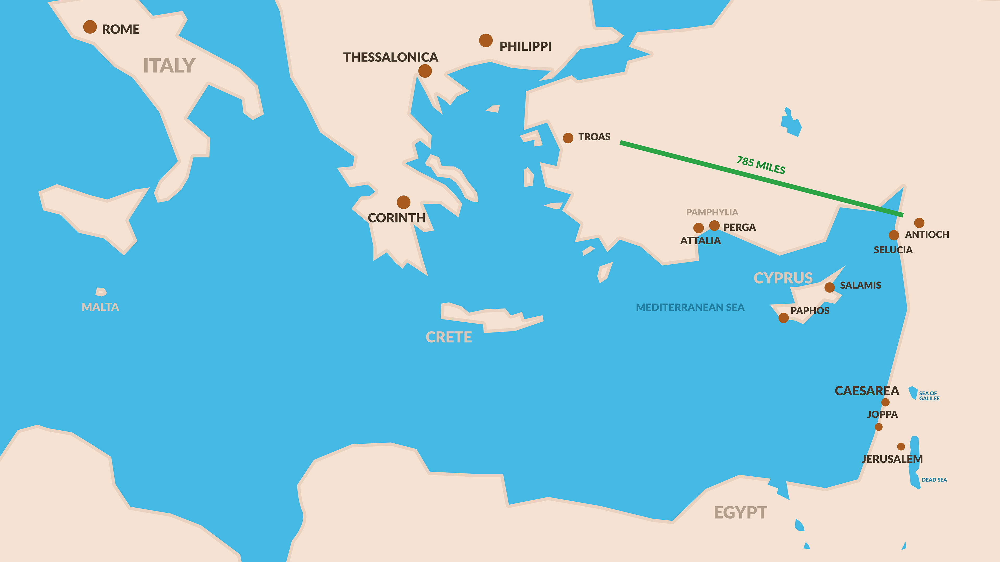 ROME
PHILIPPI
THESSALONICA
ITALY
TROAS
785 MILES
CORINTH
PAMPHYLIA
PERGA
ATTALIA
ANTIOCH
SELUCIA
CYPRUS
SALAMIS
MALTA
MEDITERRANEAN SEA
PAPHOS
CRETE
CAESAREA
SEA OF
GALILEE
JOPPA
JERUSALEM
DEAD SEA
EGYPT